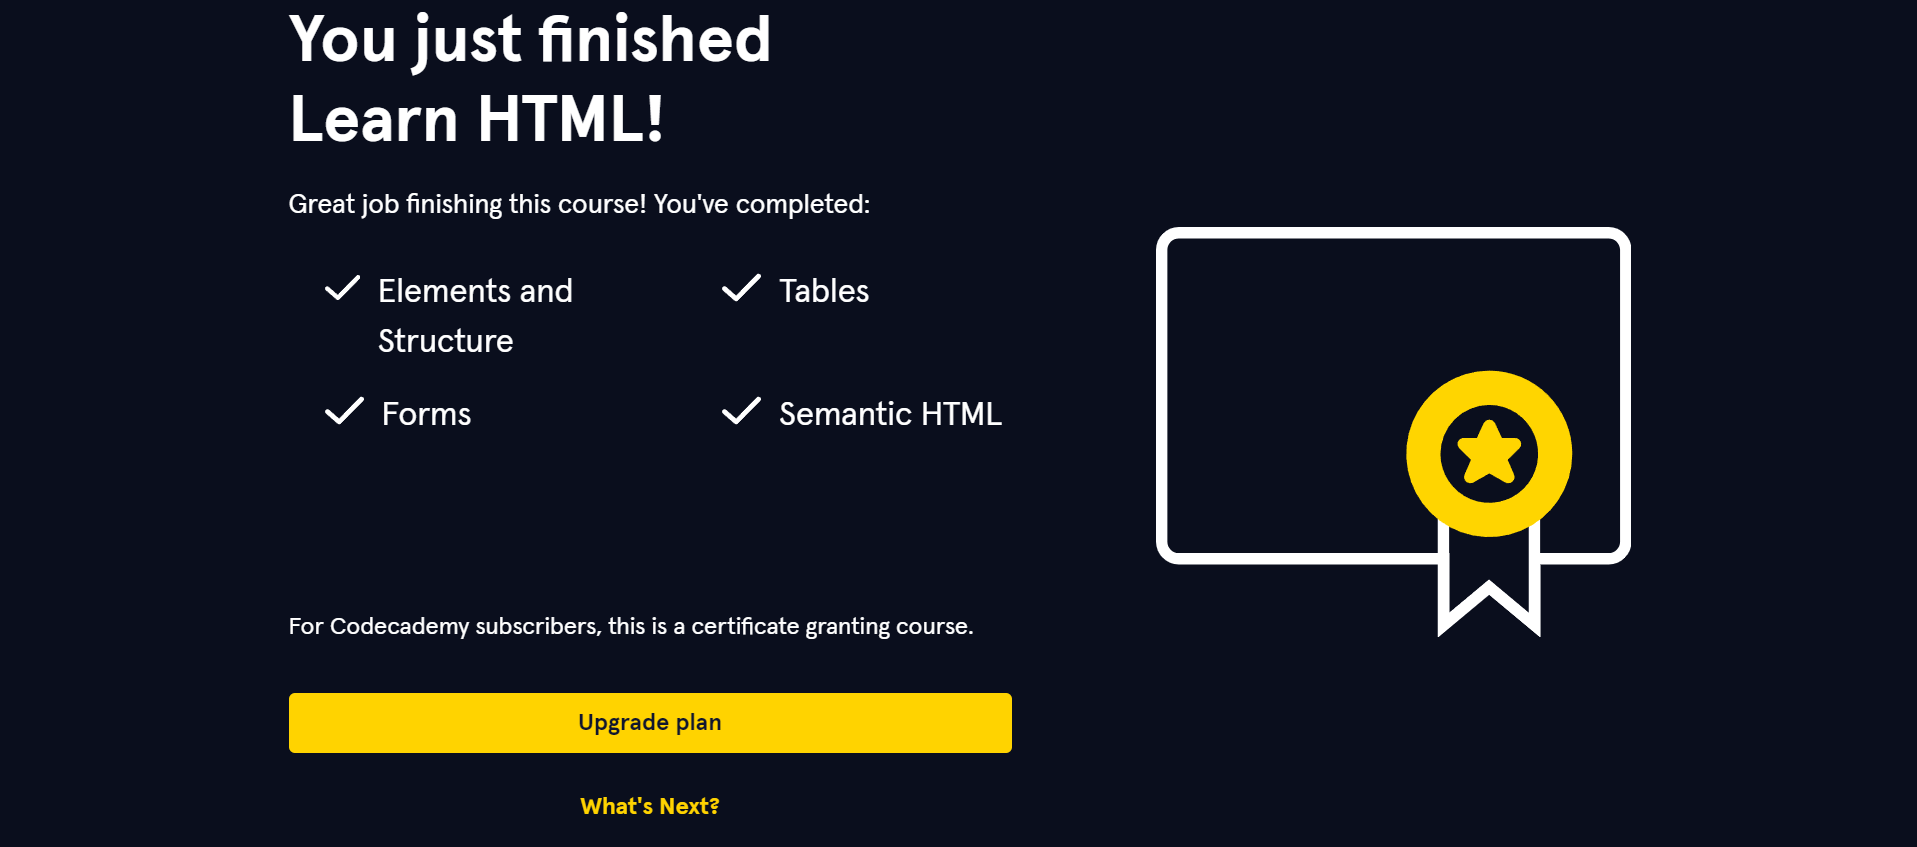 You just finished
Learn HTML!
Great job finishing this course! You've completed:
Elements and
Structure
Tables
Forms
Semantic HTML
For Codecademy subscribers, this is a certificate granting course.
Upgrade plan
What's Next?